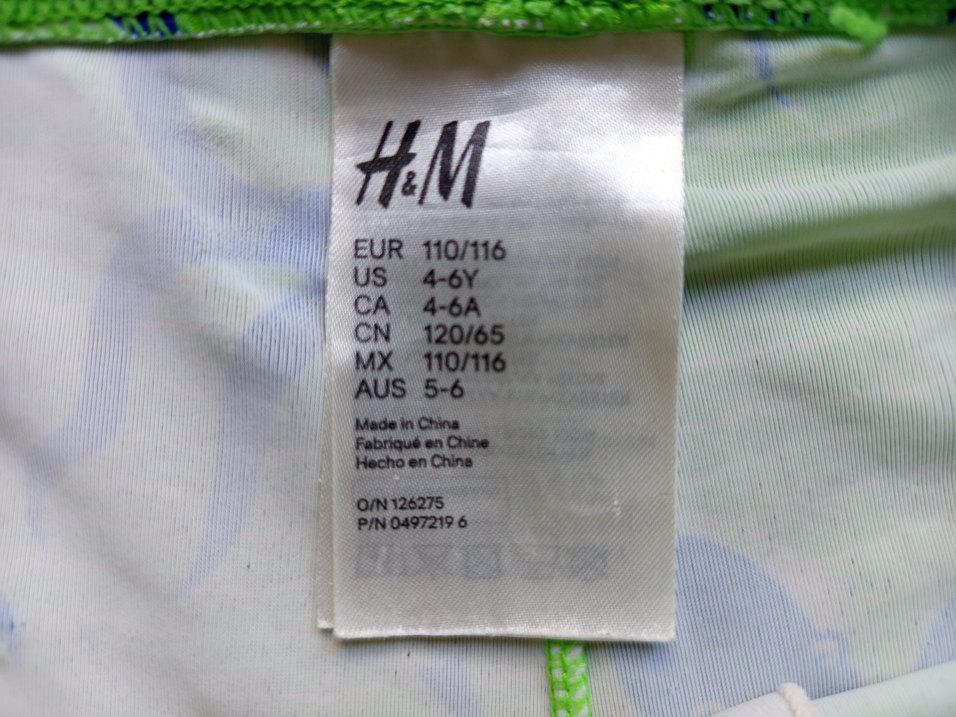 H&M
EUR 110/116
US 4-6Y
CA 4-6A
CN 120/65
MX 110/116
AUS 5-6
Made in China
Fabriqué en Chine
Hecho en China
O/N 126275
P/N 0497219 6